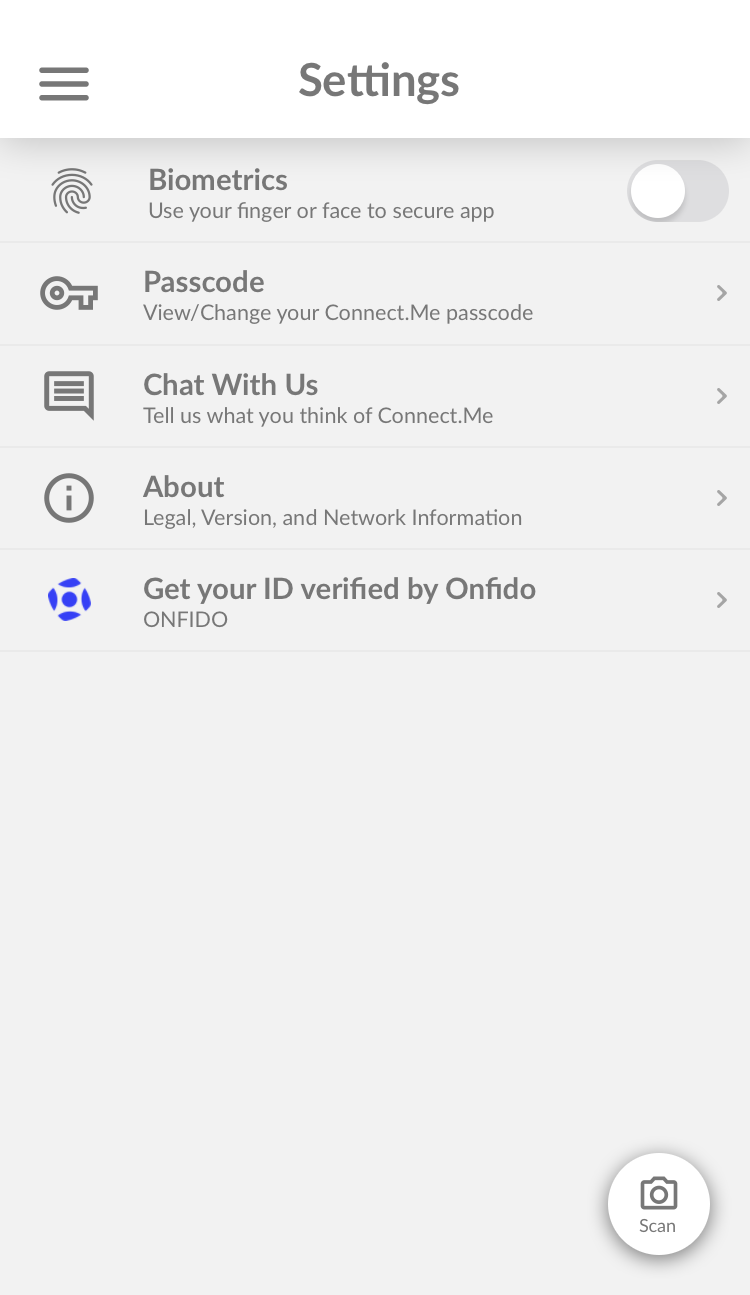 Settings
Biometrics
Use your finger or face to secure app
Passcode
View/Change your Connect.Me passcode
Chat With Us
Tell us what you think of Connect.Me
About
Legal, Version, and Network Information
Get your ID verified by Onfido
ONFIDO
Scan